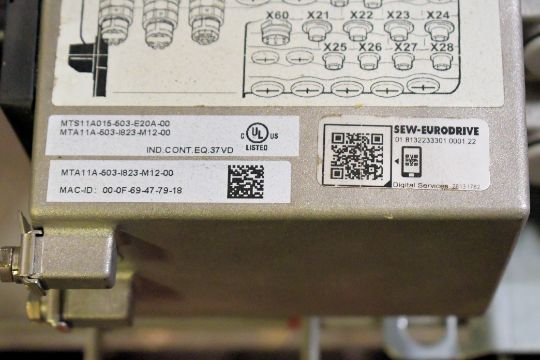 X60 X21 X22 X23 X24
X25 X26 X27 X28
MTS11A015-503-E20A-00
MTA11A-503-I823-M12-00
C UL US
LISTED
IND.CONT.EQ.37VD
MTA11A-503-I823-M12-00
MAC-ID: 00-0F-69-47-79-18
SEW-EURODRIVE
01.8132233301.0001.22
Digital Services